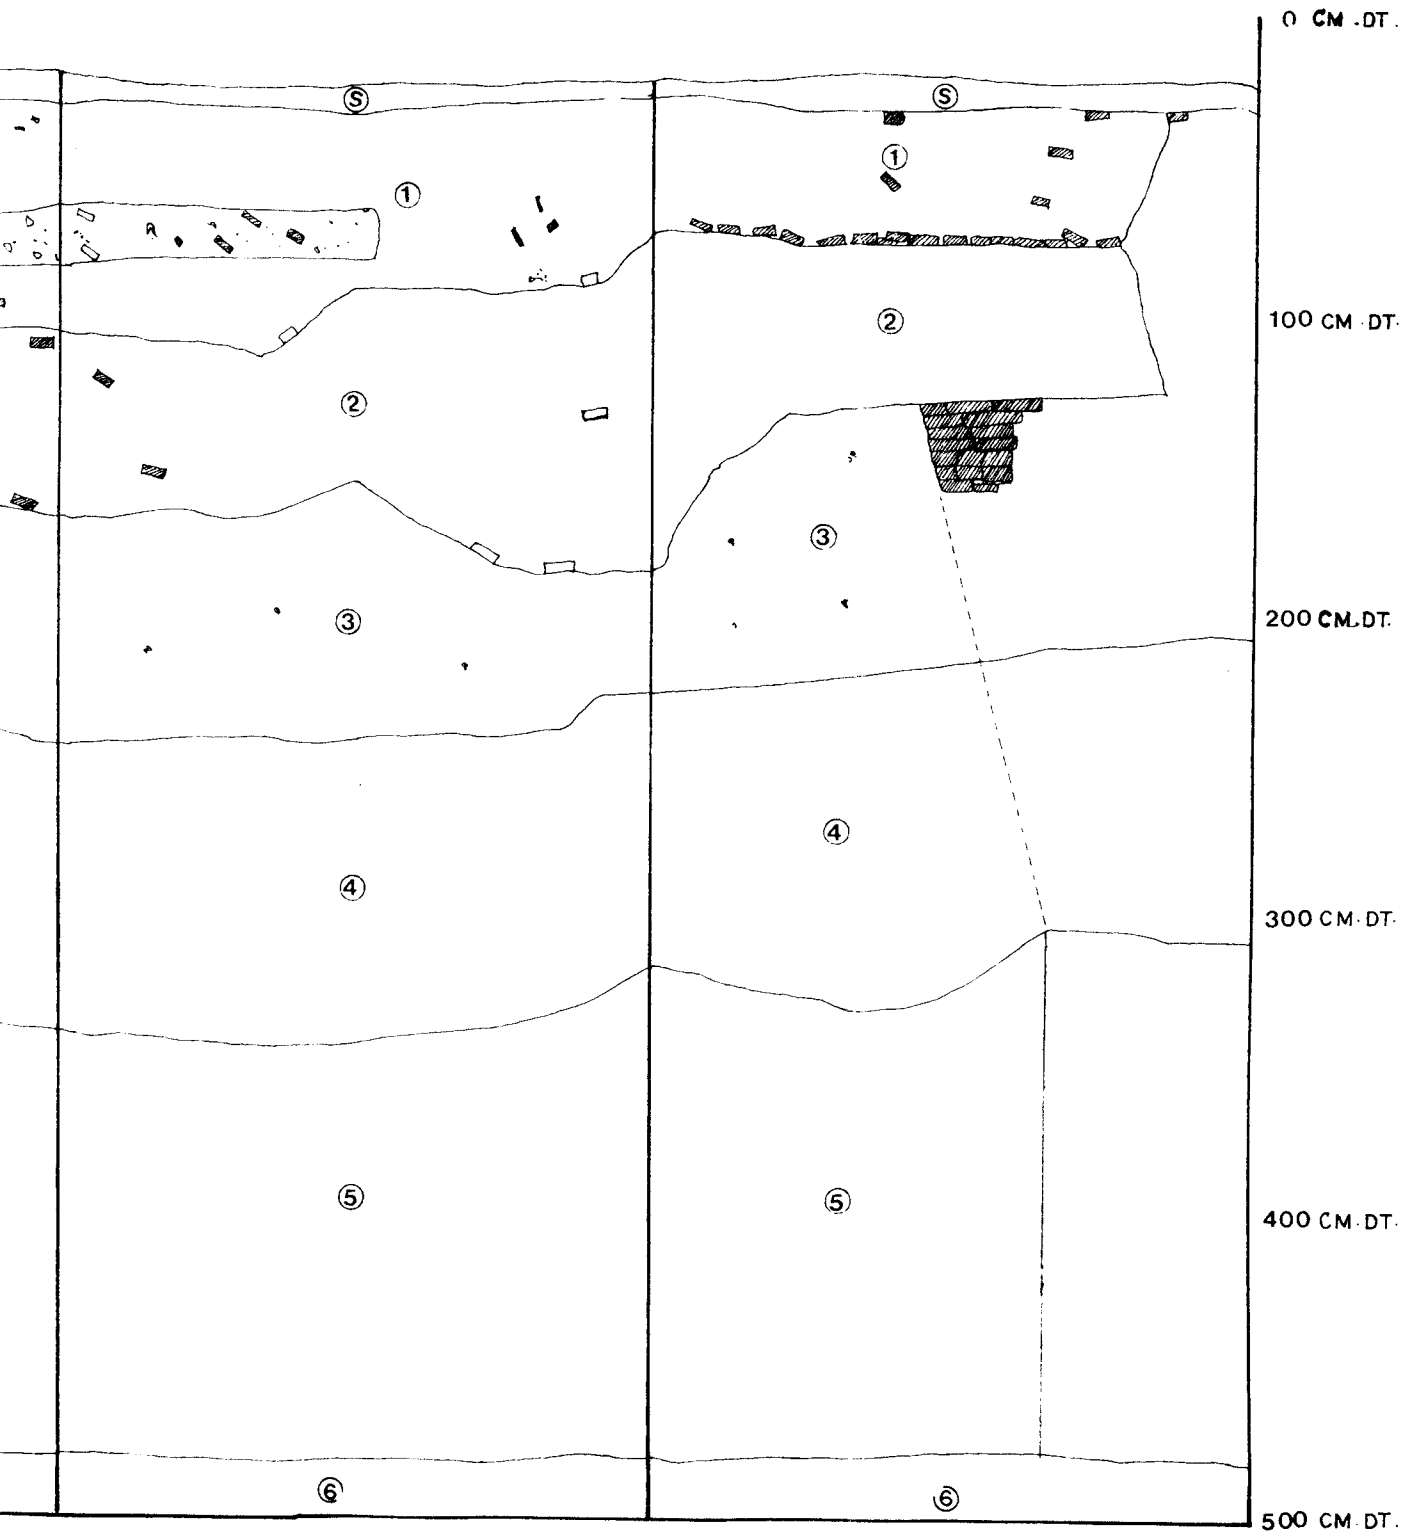 0 CM .DT.
Ⓢ Ⓢ
①
①
100 CM . DT.
②
②
③
200 CM.DT.
③
④
④
300 CM . DT.
⑤ ⑤
400 CM . DT.
⑥ ⑥
500 CM . DT.